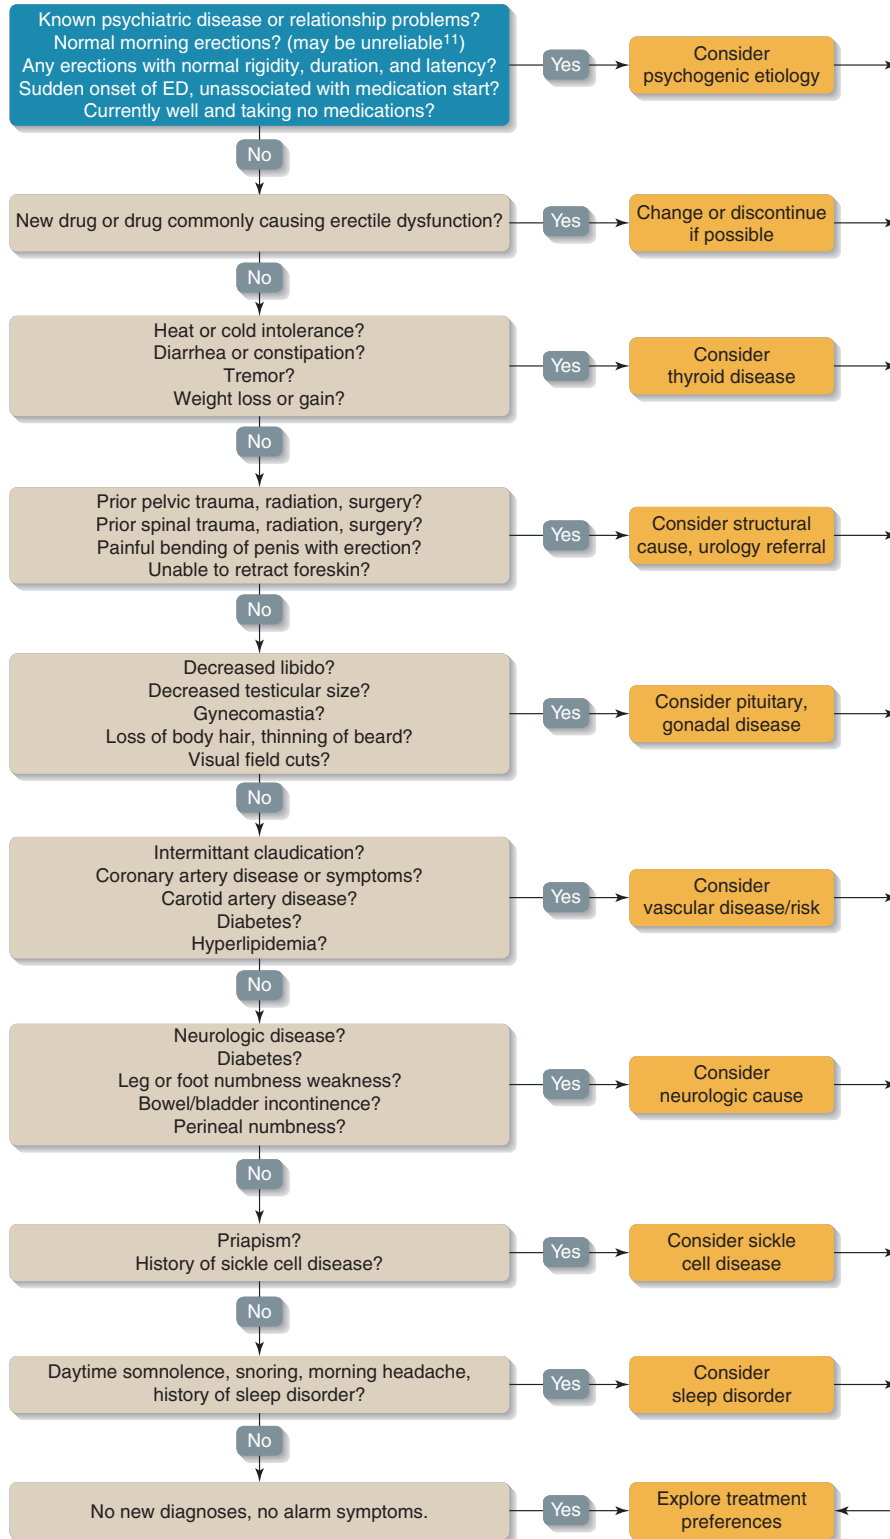 Known psychiatric disease or relationship problems?
Normal morning erections? (may be unreliable¹¹)
Any erections with normal rigidity, duration, and latency?
Sudden onset of ED, unassociated with medication start?
Currently well and taking no medications?
Yes
Consider
psychogenic etiology
No
New drug or drug commonly causing erectile dysfunction?
Yes
Change or discontinue
if possible
No
Heat or cold intolerance?
Diarrhea or constipation?
Tremor?
Weight loss or gain?
Yes
Consider
thyroid disease
No
Prior pelvic trauma, radiation, surgery?
Prior spinal trauma, radiation, surgery?
Painful bending of penis with erection?
Unable to retract foreskin?
Yes
Consider structural
cause, urology referral
No
Decreased libido?
Decreased testicular size?
Gynecomastia?
Loss of body hair, thinning of beard?
Visual field cuts?
Yes
Consider pituitary,
gonadal disease
No
Intermittant claudication?
Coronary artery disease or symptoms?
Carotid artery disease?
Diabetes?
Hyperlipidemia?
Yes
Consider
vascular disease/risk
No
Neurologic disease?
Diabetes?
Leg or foot numbness weakness?
Bowel/bladder incontinence?
Perineal numbness?
Yes
Consider
neurologic cause
No
Priapism?
History of sickle cell disease?
Yes
Consider sickle
cell disease
No
Daytime somnolence, snoring, morning headache,
history of sleep disorder?
Yes
Consider
sleep disorder
No
No new diagnoses, no alarm symptoms.
Yes
Explore treatment
preferences